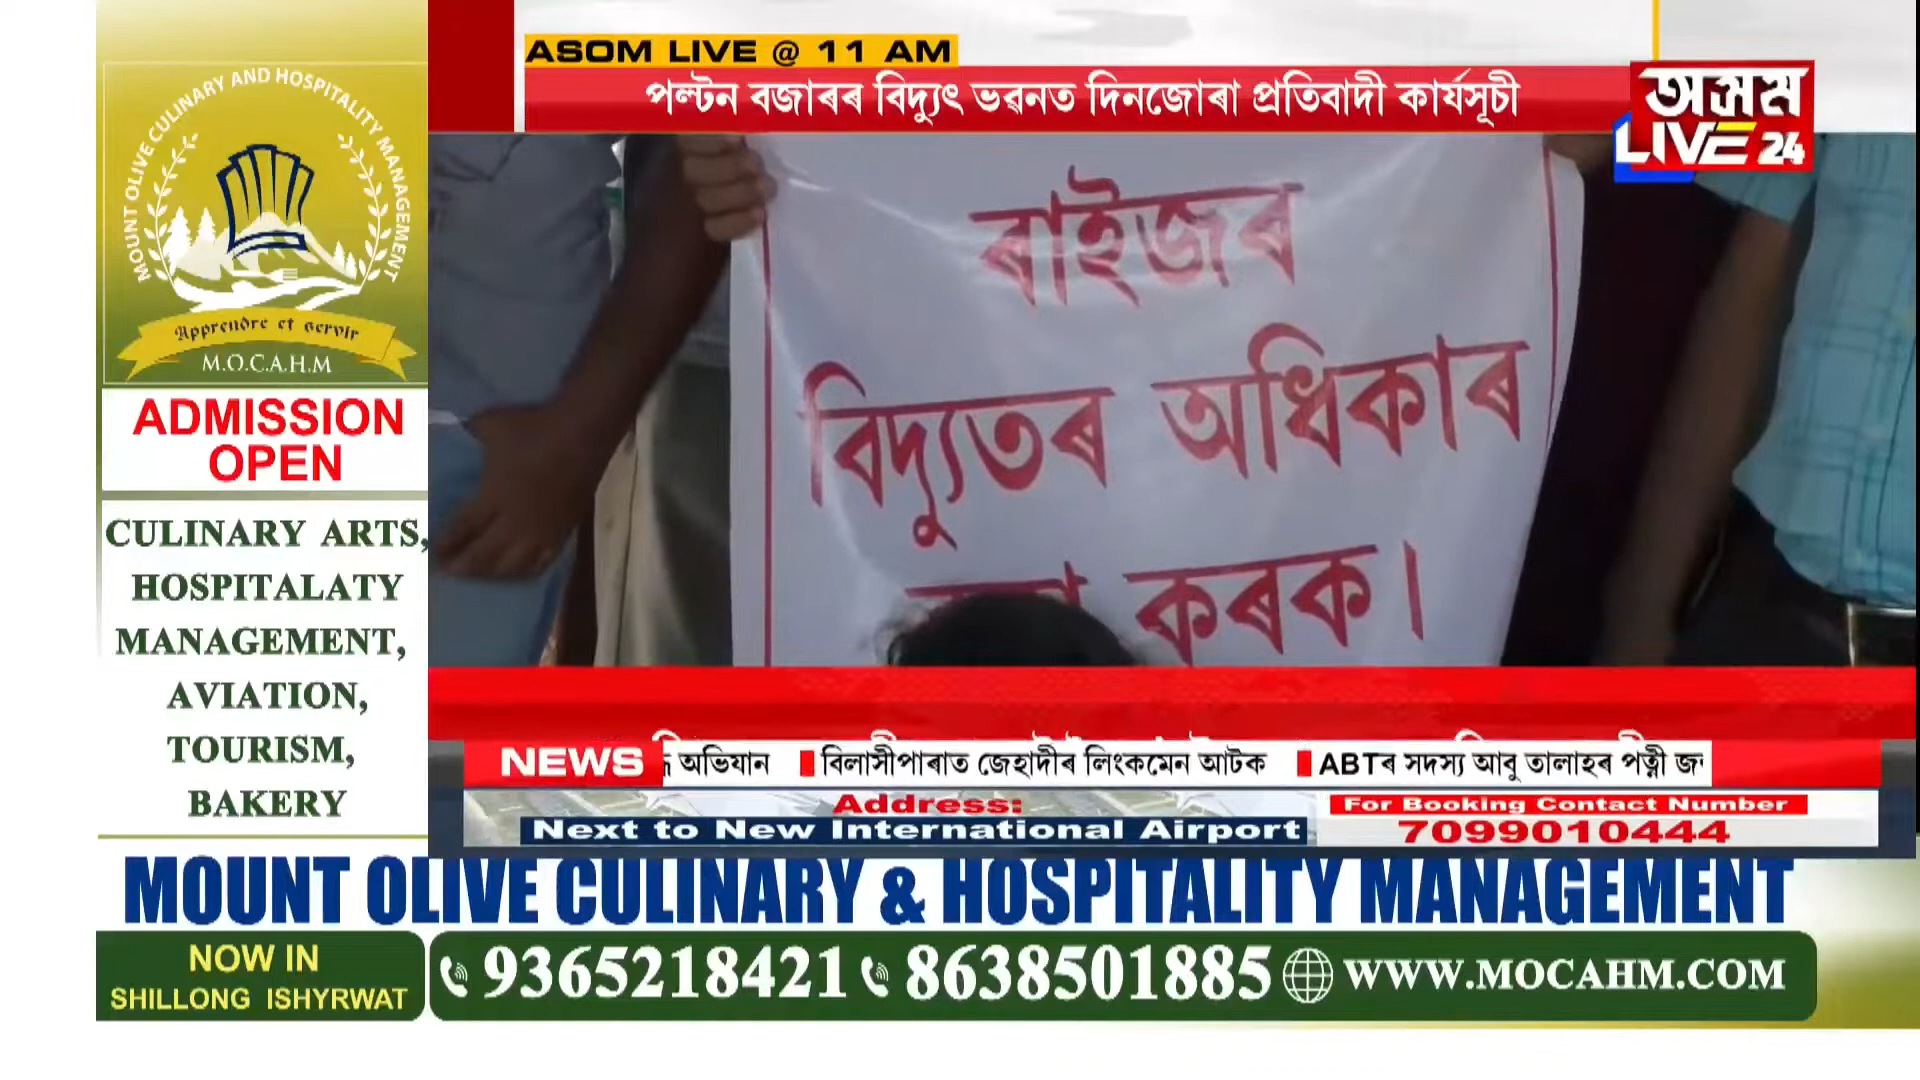 MOUNT OLIVE CULINARY AND HOSPITALITY MANAGEMENT
Apprendre et servir
M.O.C.A.H.M
ADMISSION
OPEN
CULINARY ARTS,
HOSPITALATY
MANAGEMENT,
AVIATION,
TOURISM,
BAKERY
ASOM LIVE @ 11 AM
পল্টন বজাৰৰ বিদ্যুৎ ভৱনত দিনজোৰা প্ৰতিবাদী কাৰ্যসূচী
অসম
LIVE 24
ৰাইজৰ
বিদ্যুতৰ অধিকাৰ
কৰক।
NEWS
অভিযান বিলাসীপাৰাত জেহাদীৰ লিংকমেন আটক ABTৰ সদস্য আবু তালাহৰ পত্নী
Address:
Next to New International Airport
For Booking Contact Number
7099010444
MOUNT OLIVE CULINARY & HOSPITALITY MANAGEMENT
NOW IN
SHILLONG ISHYRWAT
9365218421 8638501885 WWW.MOCAHM.COM